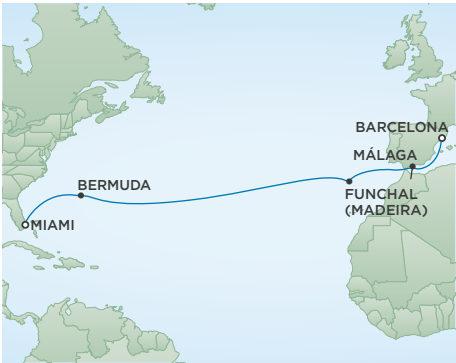 BARCELONA
MÁLAGA
BERMUDA
FUNCHAL
(MADEIRA)
MIAMI